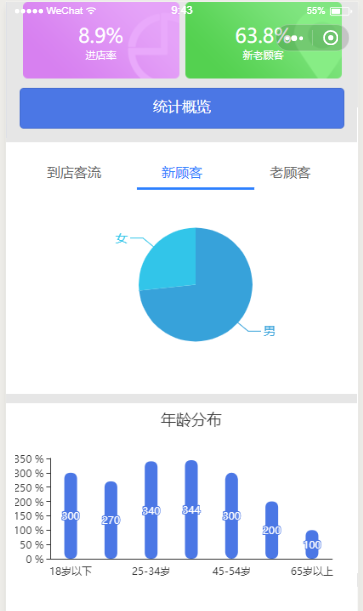 WeChat 9:43 55%
8.9% 63.8%
进店率 新老顾客
统计概览
到店客流 新顾客 老顾客
女
男
年龄分布
350 %
300 %
250 %
200 %
150 %
100 %
50 %
0 %
300 270 340 344 300 200 100
18岁以下 25-34岁 45-54岁 65岁以上